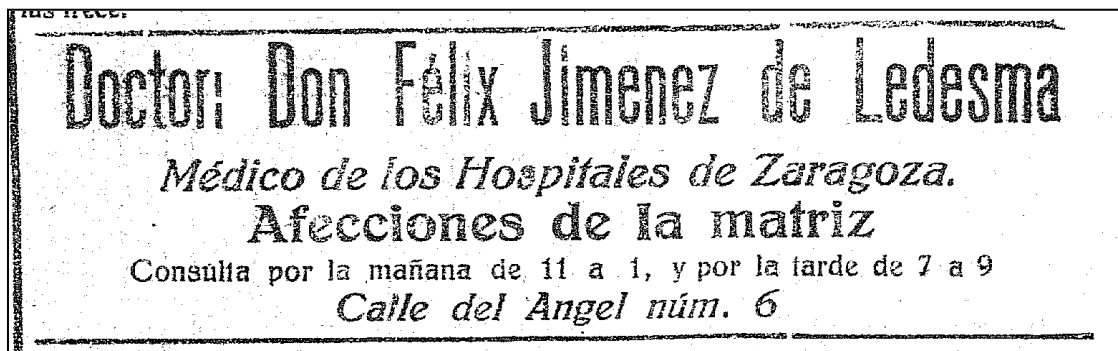 Doctor: Don Félix Jimenez de Ledesma
Médico de los Hospitales de Zaragoza.
Afecciones de la matriz
Consulta por la mañana de 11 a 1, y por la tarde de 7 a 9
Calle del Angel núm. 6